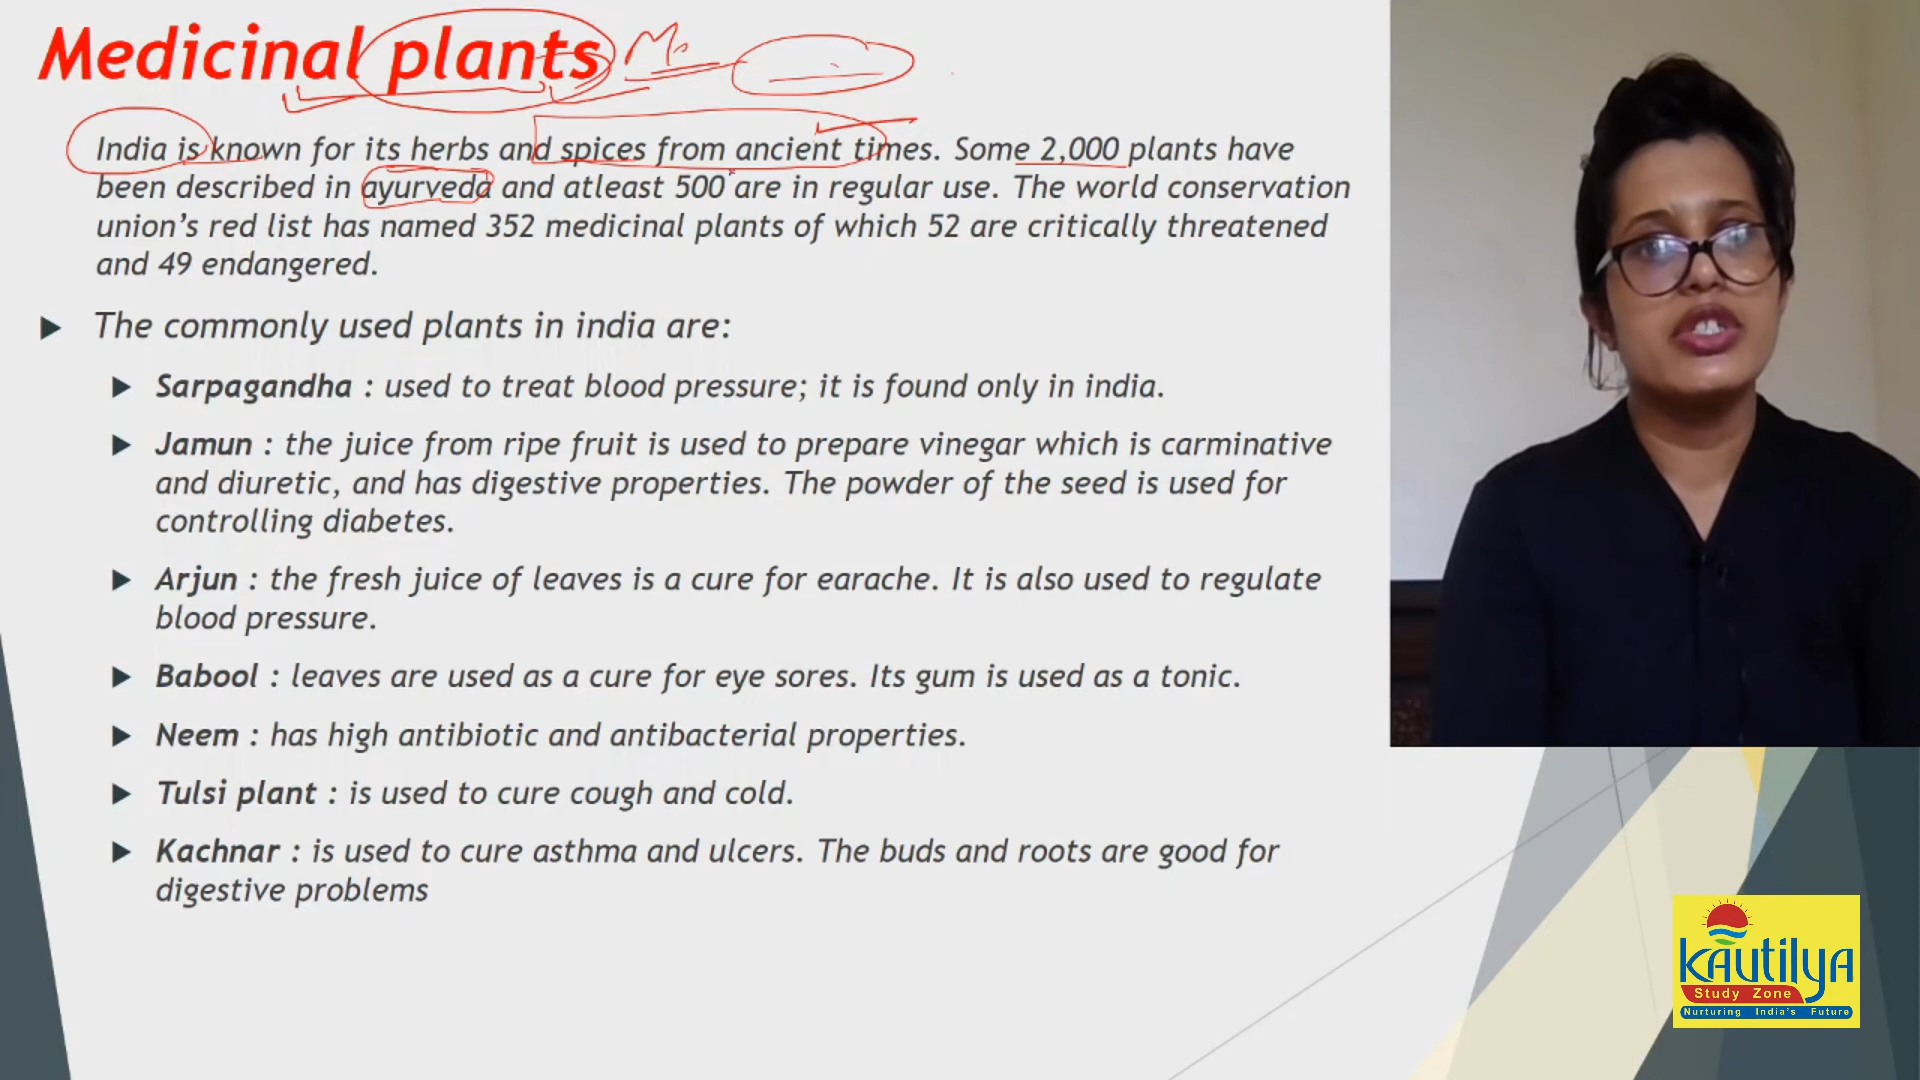 Medicinal plants
India is known for its herbs and spices from ancient times. Some 2,000 plants have
been described in ayurveda and atleast 500 are in regular use. The world conservation
union's red list has named 352 medicinal plants of which 52 are critically threatened
and 49 endangered.
The commonly used plants in india are:
Sarpagandha : used to treat blood pressure; it is found only in india.
Jamun : the juice from ripe fruit is used to prepare vinegar which is carminative
and diuretic, and has digestive properties. The powder of the seed is used for
controlling diabetes.
Arjun : the fresh juice of leaves is a cure for earache. It is also used to regulate
blood pressure.
Babool : leaves are used as a cure for eye sores. Its gum is used as a tonic.
Neem : has high antibiotic and antibacterial properties.
Tulsi plant : is used to cure cough and cold.
Kachnar : is used to cure asthma and ulcers. The buds and roots are good for
digestive problems
kautilya
Study Zone
Nurturing India's Future